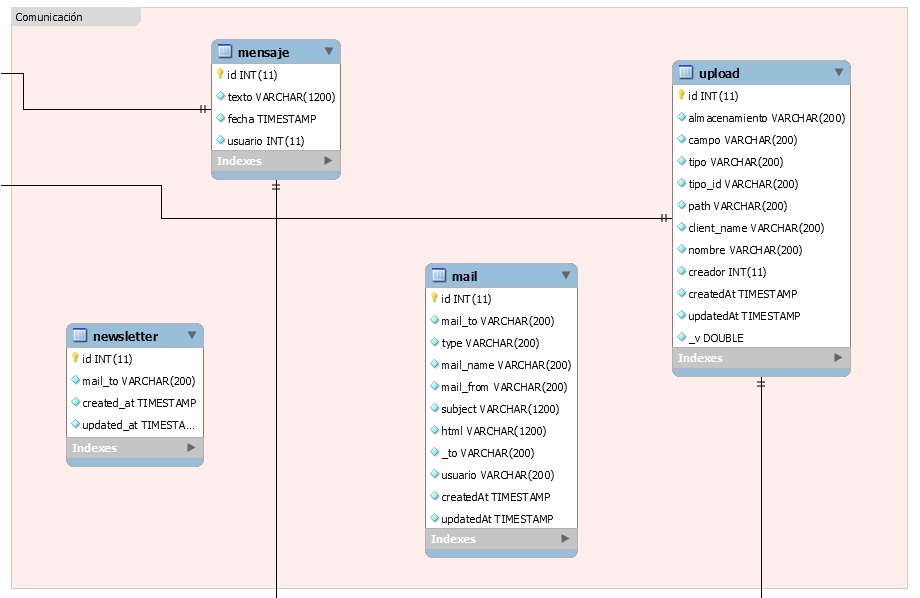 Comunicación
mensaje
id INT(11)
texto VARCHAR(1200)
fecha TIMESTAMP
usuario INT(11)
Indexes
upload
id INT(11)
almacenamiento VARCHAR(200)
campo VARCHAR(200)
tipo VARCHAR(200)
tipo_id VARCHAR(200)
path VARCHAR(200)
client_name VARCHAR(200)
nombre VARCHAR(200)
creador INT(11)
createdAt TIMESTAMP
updatedAt TIMESTAMP
_v DOUBLE
Indexes
mail
id INT(11)
mail_to VARCHAR(200)
type VARCHAR(200)
mail_name VARCHAR(200)
mail_from VARCHAR(200)
subject VARCHAR(1200)
html VARCHAR(1200)
_to VARCHAR(200)
usuario VARCHAR(200)
createdAt TIMESTAMP
updatedAt TIMESTAMP
Indexes
newsletter
id INT(11)
mail_to VARCHAR(200)
created_at TIMESTAMP
updated_at TIMESTA...
Indexes